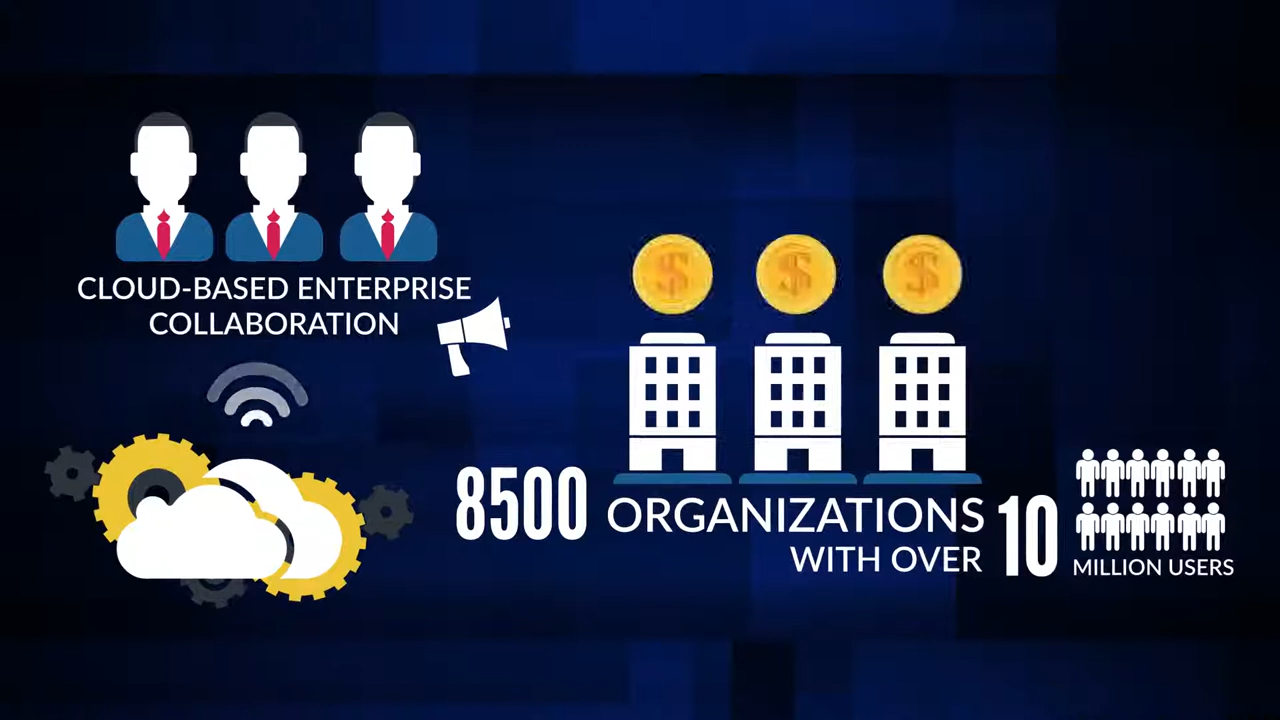 CLOUD-BASED ENTERPRISE
COLLABORATION
8500 ORGANIZATIONS
WITH OVER
10
MILLION USERS